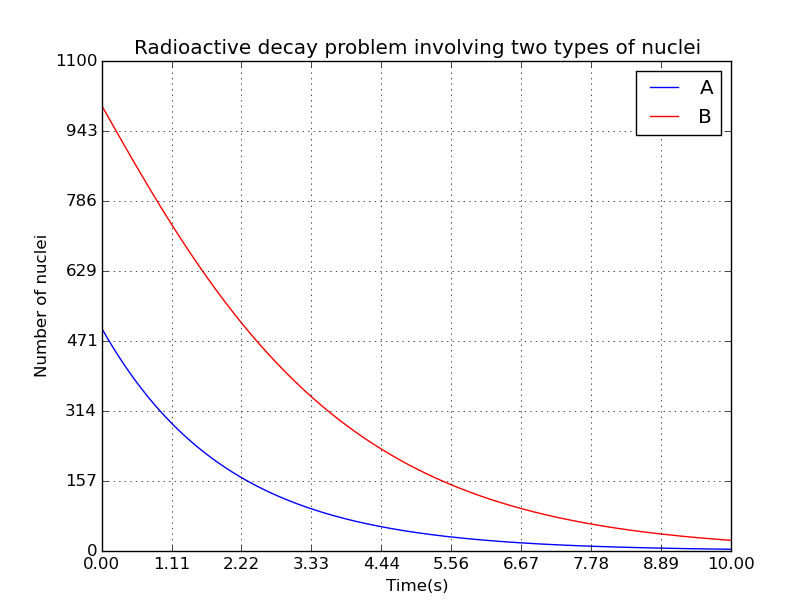 Radioactive decay problem involving two types of nuclei
1100
943
786
629
471
314
157
0
Number of nuclei
A
B
0.00 1.11 2.22 3.33 4.44 5.56 6.67 7.78 8.89 10.00
Time(s)